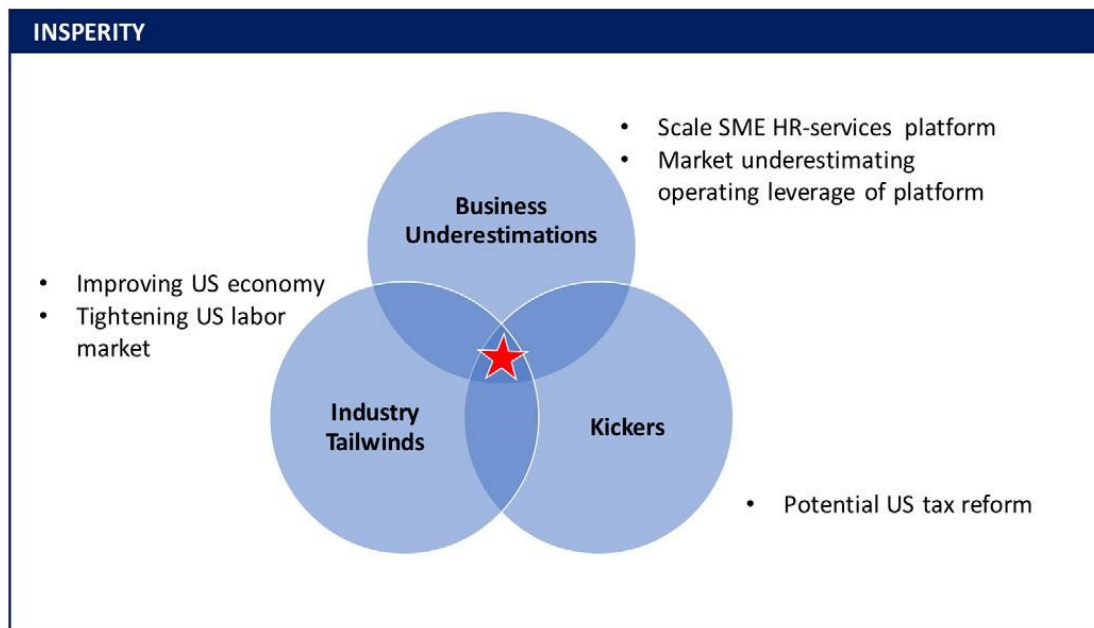 INSPERITY
• Scale SME HR-services platform
• Market underestimating
operating leverage of platform
Business
Underestimations
• Improving US economy
• Tightening US labor
market
Industry
Tailwinds
Kickers
• Potential US tax reform